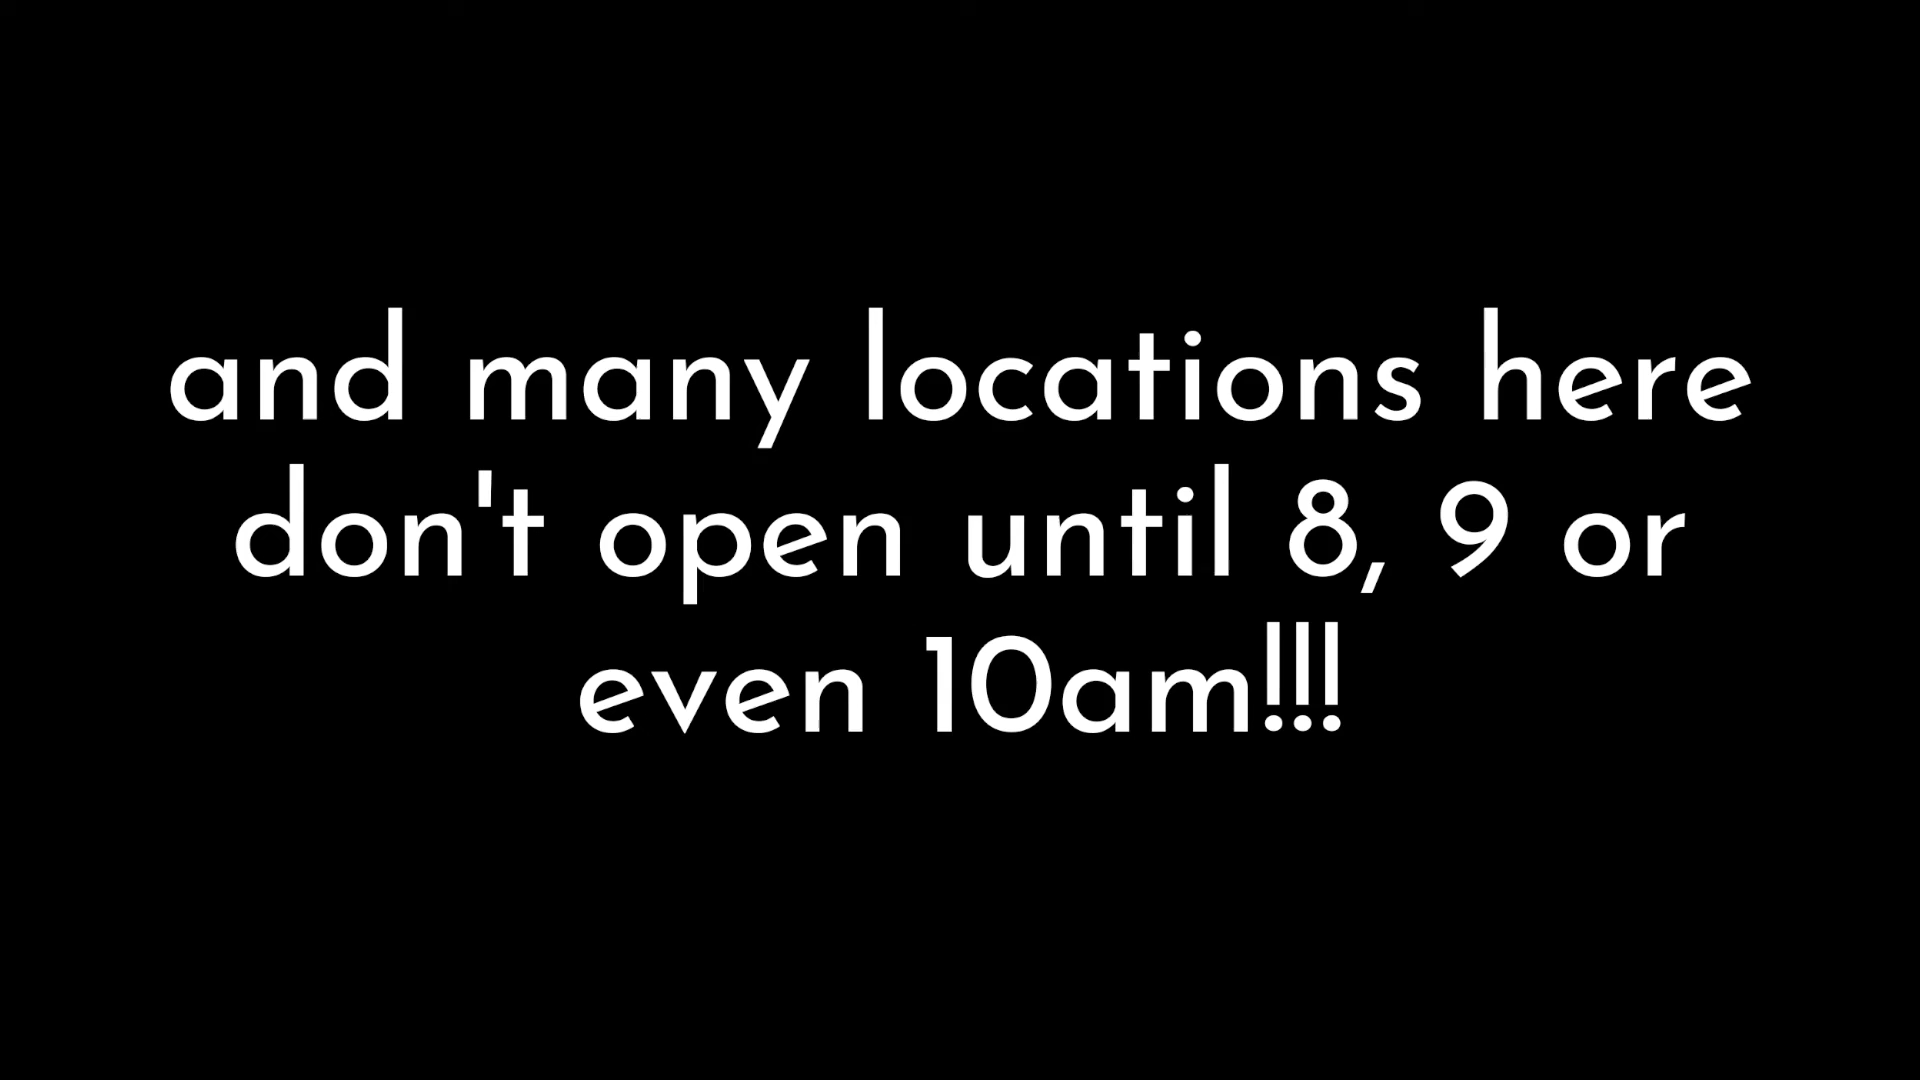 and many locations here
don't open until 8, 9 or
even 10am!!!